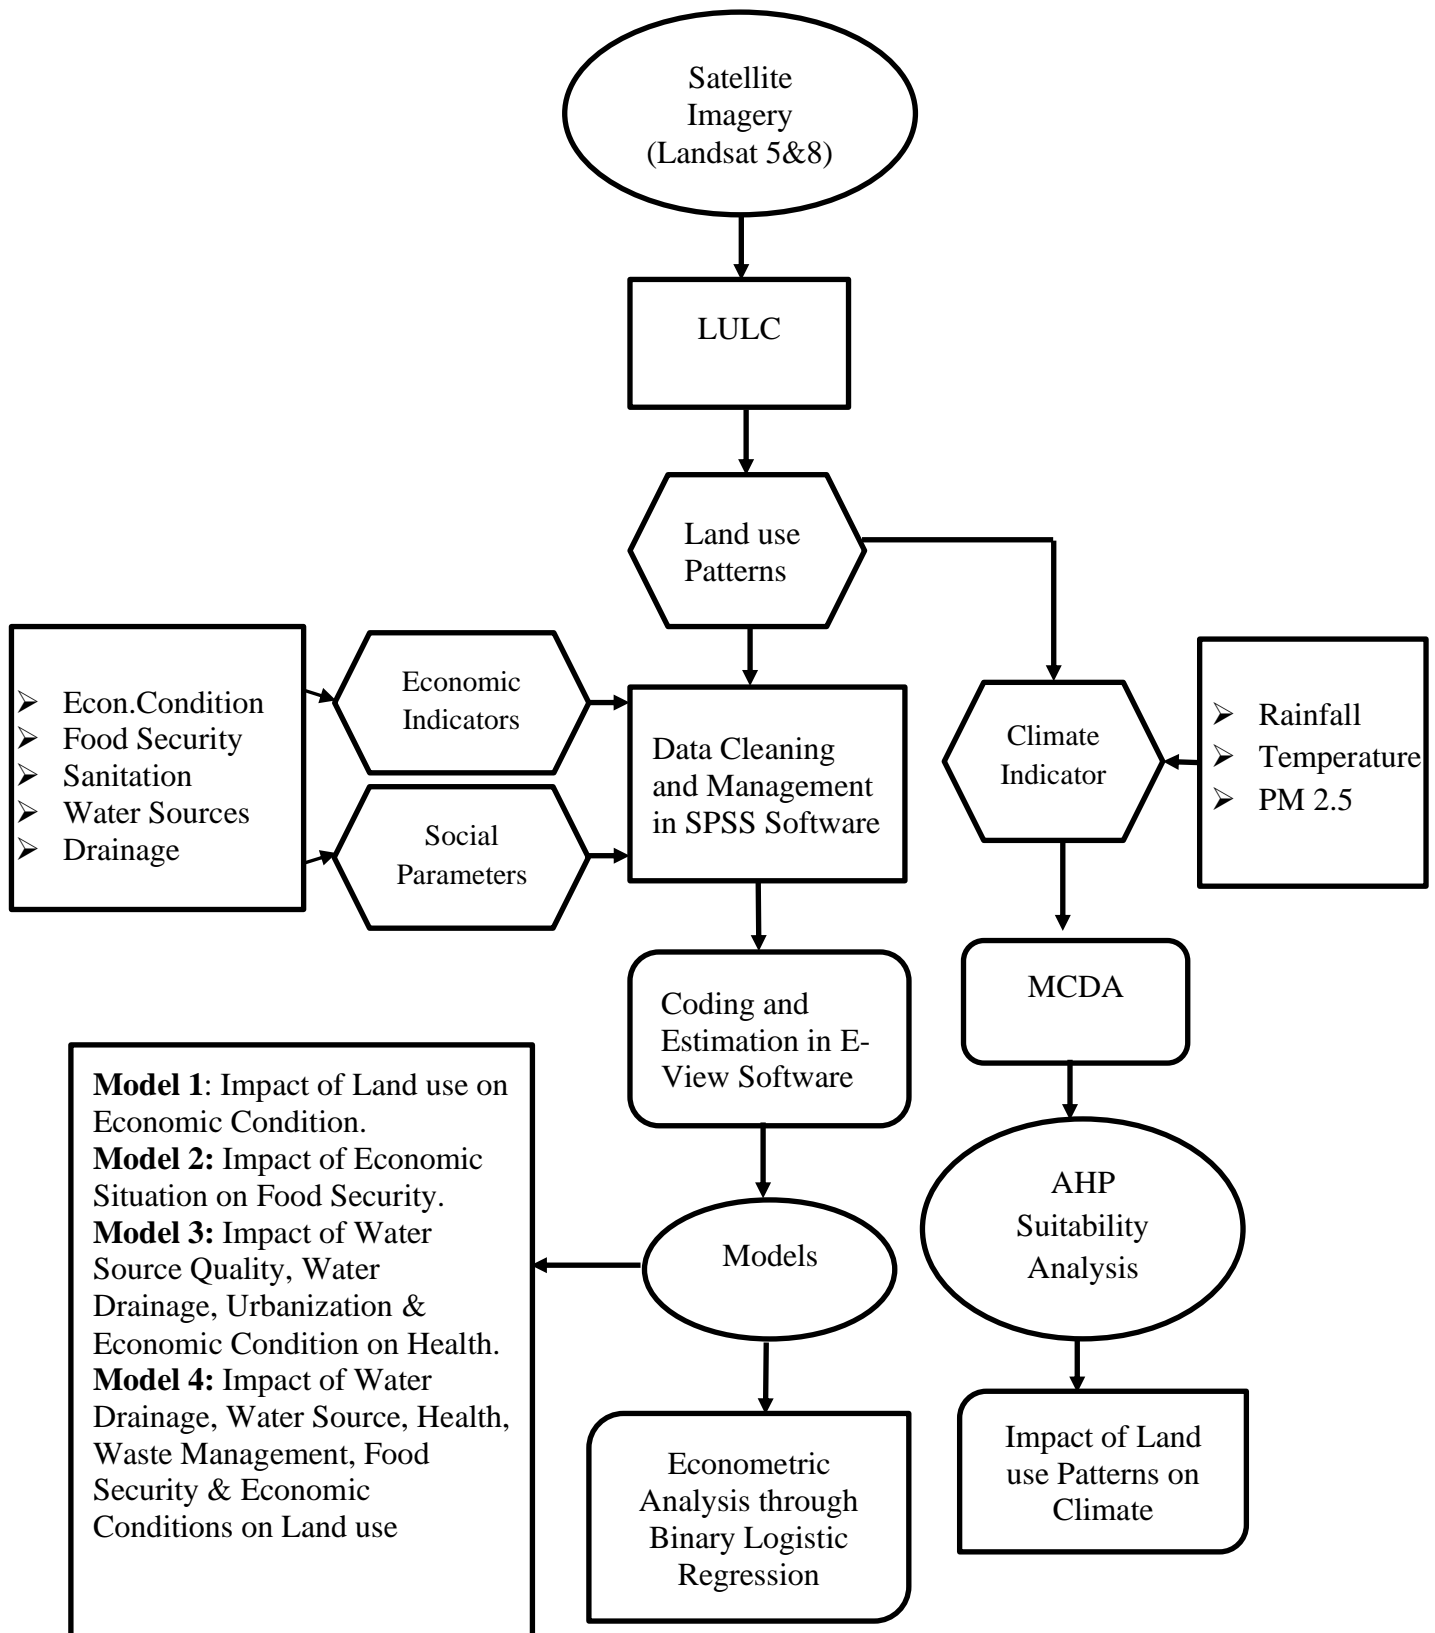 Satellite
Imagery
(Landsat 5&8)
LULC
Land use
Patterns
➢ Econ.Condition
➢ Food Security
➢ Sanitation
➢ Water Sources
➢ Drainage
Economic
Indicators
Social
Parameters
Data Cleaning
and Management
in SPSS Software
Climate
Indicator
➢ Rainfall
➢ Temperature
➢ PM 2.5
Coding and
Estimation in E-
View Software
MCDA
Model 1: Impact of Land use on
Economic Condition.
Model 2: Impact of Economic
Situation on Food Security.
Model 3: Impact of Water
Source Quality, Water
Drainage, Urbanization &
Economic Condition on Health.
Model 4: Impact of Water
Drainage, Water Source, Health,
Waste Management, Food
Security & Economic
Conditions on Land use
Models
AHP
Suitability
Analysis
Econometric
Analysis through
Binary Logistic
Regression
Impact of Land
use Patterns on
Climate